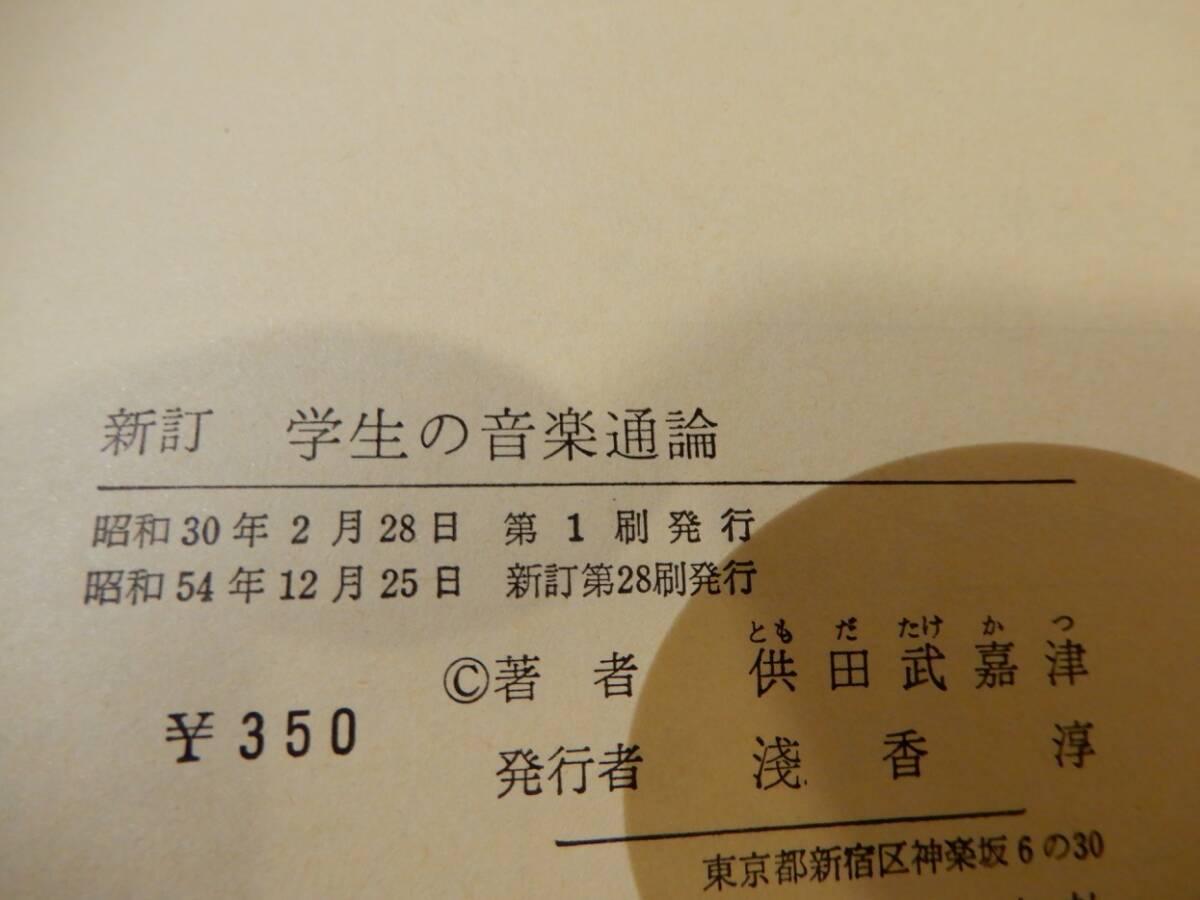 新訂 学生の音楽通論
昭和30年2月28日 第1刷発行
昭和54年12月25日 新訂第28刷発行
とも だ たけ か つ
©著者 供田武嘉津
¥350
発行者 淺香淳
東京都新宿区神楽坂6の30